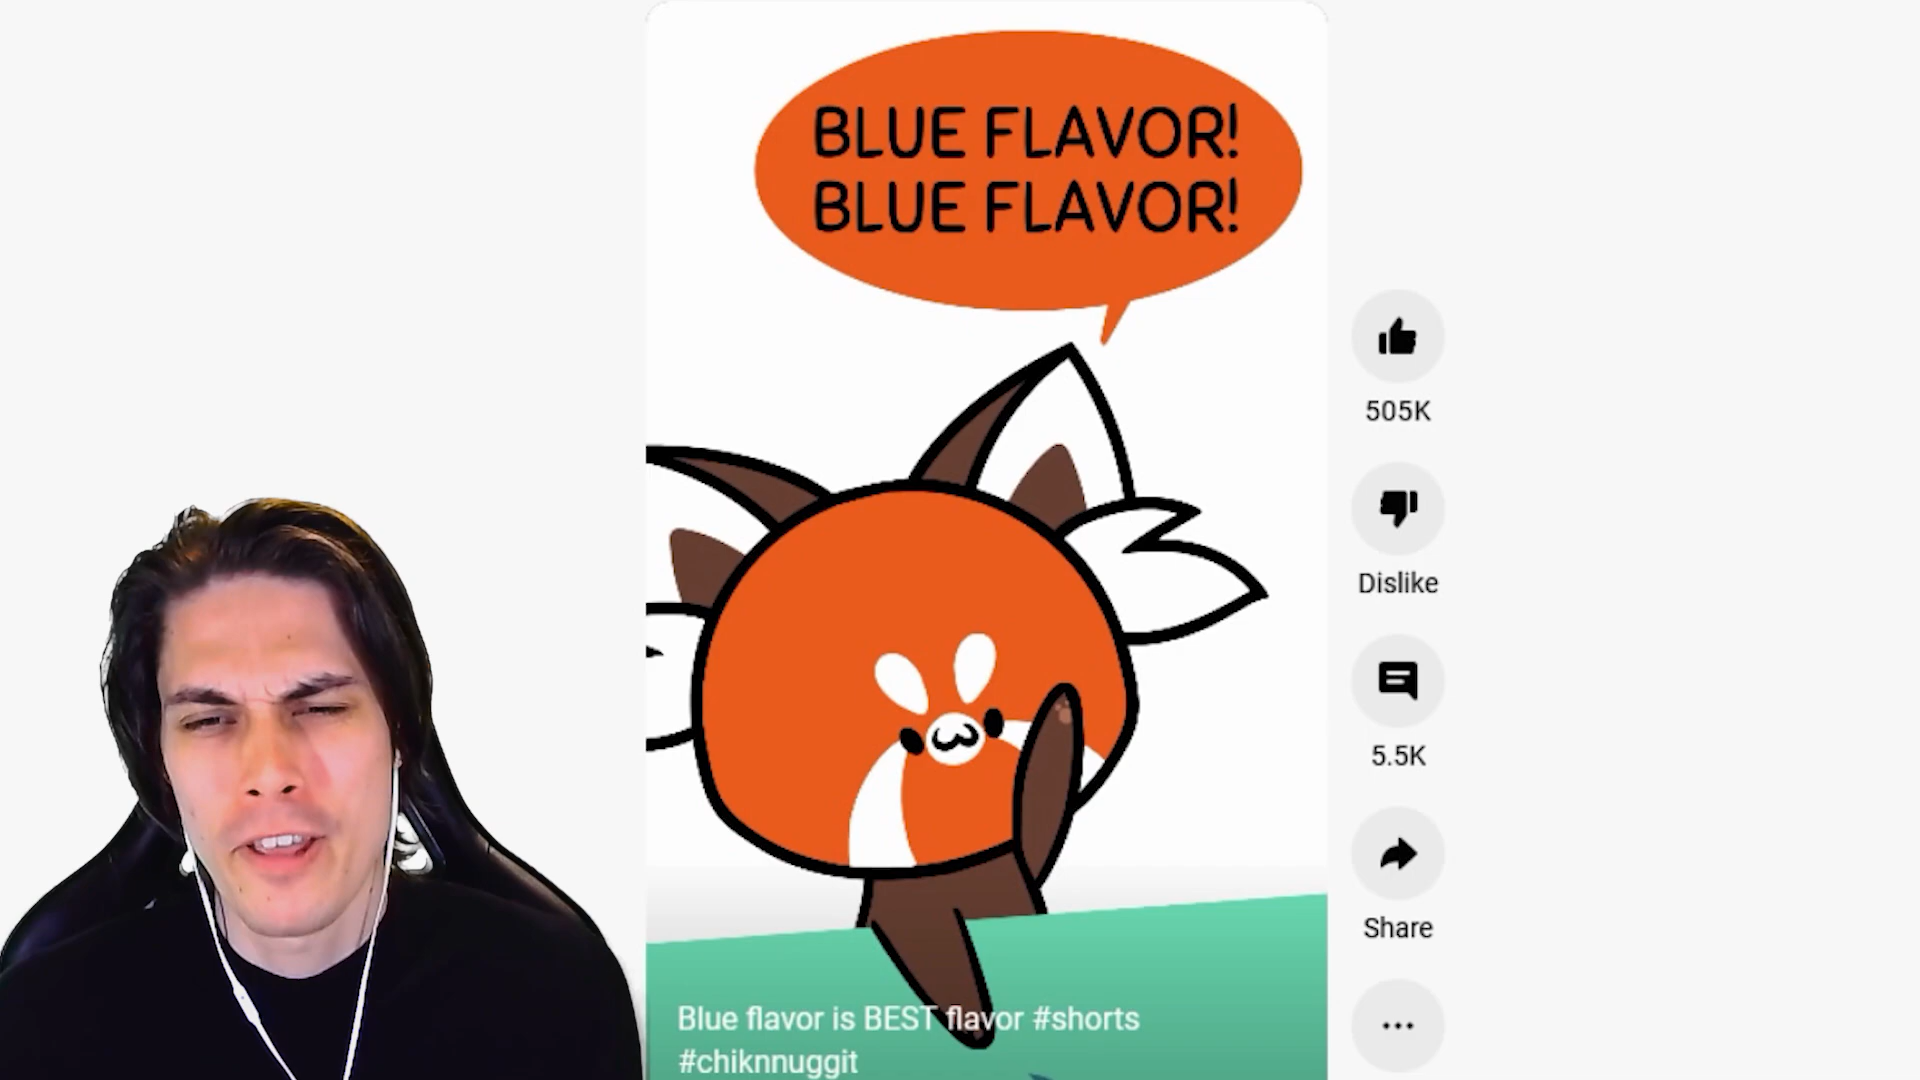 BLUE FLAVOR!
BLUE FLAVOR!
505K
Dislike
5.5K
Share
Blue flavor is BEST flavor #shorts
#chiknnuggit